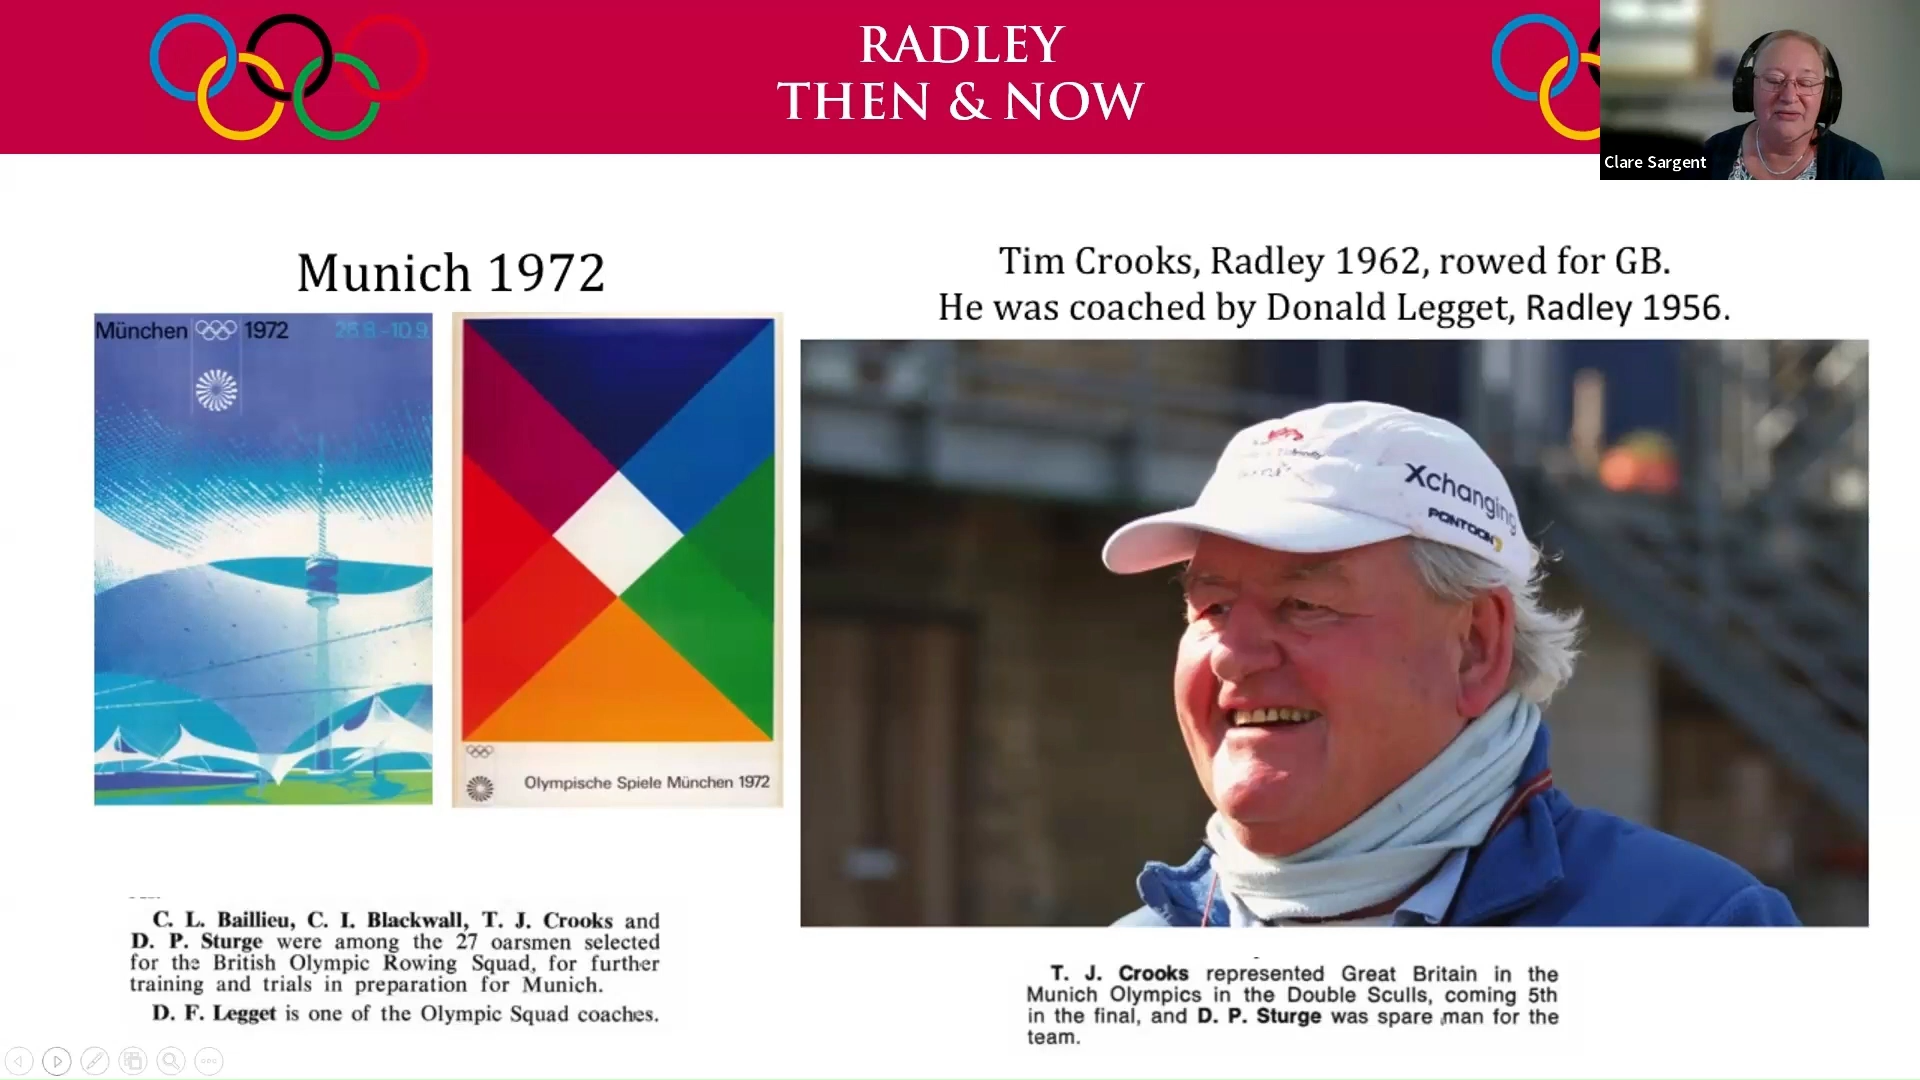 RADLEY
THEN & NOW
Clare Sargent
Munich 1972
München 1972 26.8.-10.9.
Olympische Spiele München 1972
C. L. Baillieu, C. I. Blackwall, T. J. Crooks and
D. P. Sturge were among the 27 oarsmen selected
for the British Olympic Rowing Squad, for further
training and trials in preparation for Munich.
D. F. Legget is one of the Olympic Squad coaches.
Tim Crooks, Radley 1962, rowed for GB.
He was coached by Donald Legget, Radley 1956.
Xchanging
PONTOON
T. J. Crooks represented Great Britain in the
Munich Olympics in the Double Sculls, coming 5th
in the final, and D. P. Sturge was spare man for the
team.